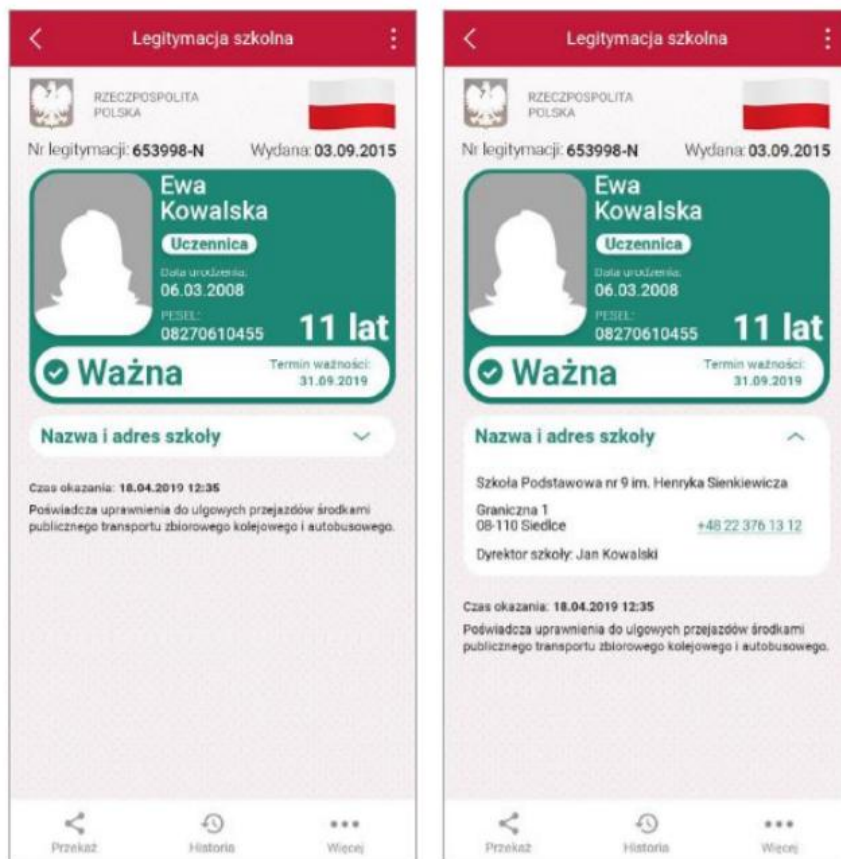 Legitymacja szkolna
RZECZPOSPOLITA
POLSKA
Nr legitymacji: 653998-N Wydana: 03.09.2015
Ewa
Kowalska
Uczennica
Data urodzenia:
06.03.2008
PESEL:
08270610455
11 lat
Ważna
Termin ważności:
31.09.2019
Nazwa i adres szkoły
Czas okazania: 18.04.2019 12:35
Poświadcza uprawnienia do ulgowych przejazdów środkami
publicznego transportu zbiorowego kolejowego i autobusowego.
Przekaż Historia Więcej
Legitymacja szkolna
RZECZPOSPOLITA
POLSKA
Nr legitymacji: 653998-N Wydana: 03.09.2015
Ewa
Kowalska
Uczennica
Data urodzenia:
06.03.2008
PESEL:
08270610455
11 lat
Ważna
Termin ważności:
31.09.2019
Nazwa i adres szkoły
Szkoła Podstawowa nr 9 im. Henryka Sienkiewicza
Graniczna 1
08-110 Siedlce +48 22 376 13 12
Dyrektor szkoły: Jan Kowalski
Czas okazania: 18.04.2019 12:35
Poświadcza uprawnienia do ulgowych przejazdów środkami
publicznego transportu zbiorowego kolejowego i autobusowego.
Przekaż Historia Więcej